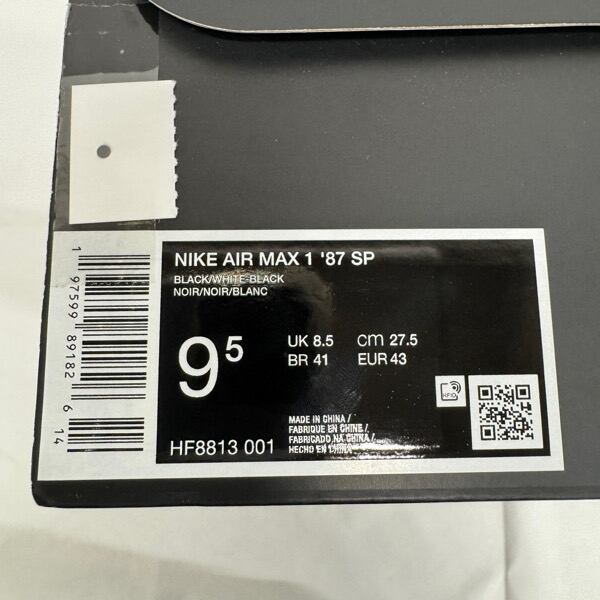 NIKE AIR MAX 1 '87 SP
BLACK/WHITE-BLACK
NOIR/NOIR/BLANC
9 5
UK 8.5 cm 27.5
BR 41 EUR 43
HF8813 001
MADE IN CHINA /
FABRIQUE EN CHINE /
FABRICADO NA CHINA /
HECHO EN CHINA
RFID
1 97599 89182 6 14